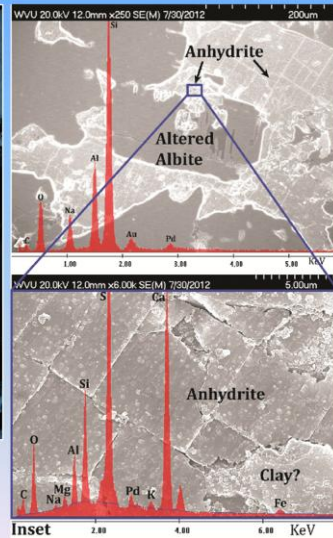 WVU 20.0kV 12.0mm x250 SE(M) 7/30/2012 200um
Si
Anhydrite
Altered
Albite
Al
O
Na
C
Au
Pd
1.00 2.00 3.00 4.00 5.00 KeV
WVU 20.0kV 12.0mm x6.00k SE(M) 7/30/2012 5.00um
S
Ca
Si
Anhydrite
O
Al
Clay?
C
Mg
Na
Pd
K
Fe
Inset
2.00 4.00 6.00 KeV